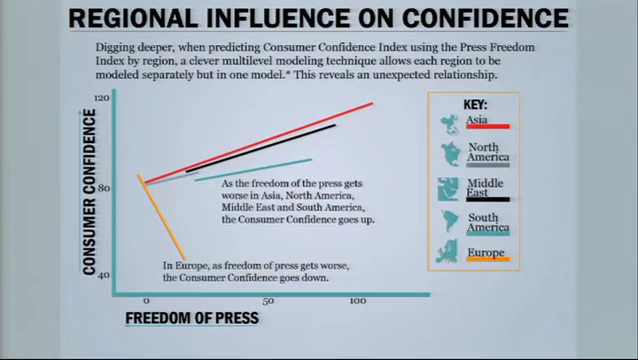 REGIONAL INFLUENCE ON CONFIDENCE
Digging deeper, when predicting Consumer Confidence Index using the Press Freedom
Index by region, a clever multilevel modeling technique allows each region to be
modeled separately but in one model.* This reveals an unexpected relationship.
120
80
40
CONSUMER CONFIDENCE
As the freedom of the press gets
worse in Asia, North America,
Middle East and South America,
the Consumer Confidence goes up.
In Europe, as freedom of press gets worse,
the Consumer Confidence goes down.
0
50
100
FREEDOM OF PRESS
KEY:
Asia
North
America
Middle
East
South
America
Europe